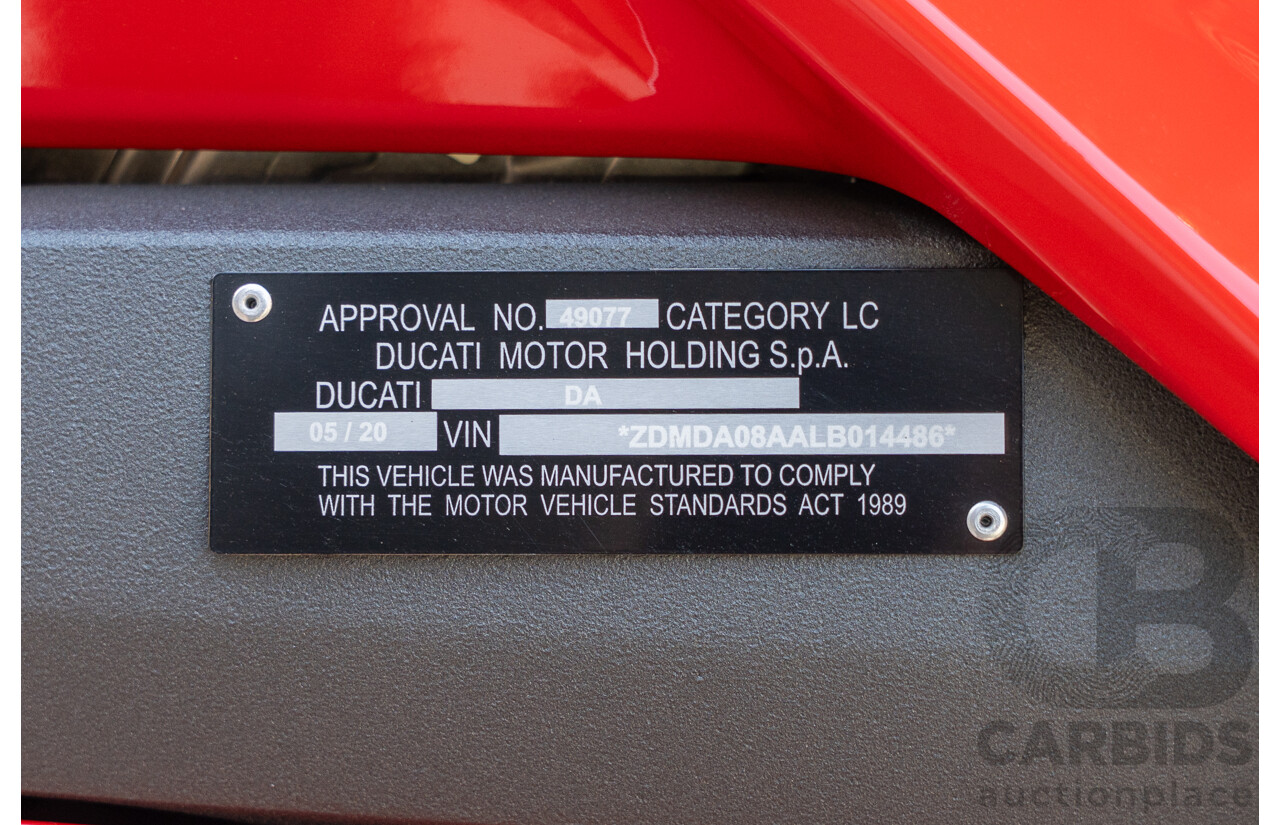 APPROVAL NO. 49077 CATEGORY LC
DUCATI MOTOR HOLDING S.p.A.
DUCATI DA
05 / 20 VIN *ZDMDA08AALB014486*
THIS VEHICLE WAS MANUFACTURED TO COMPLY
WITH THE MOTOR VEHICLE STANDARDS ACT 1989
CB
CARBIDS
auctionplace